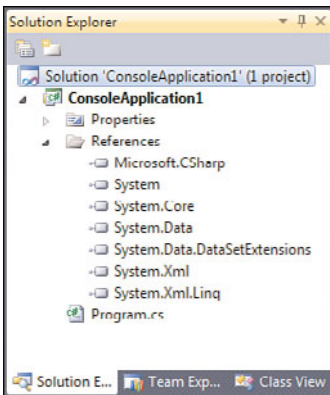 Solution Explorer
Solution 'ConsoleApplication1' (1 project)
ConsoleApplication1
Properties
References
Microsoft.CSharp
System
System.Core
System.Data
System.Data.DataSetExtensions
System.Xml
System.Xml.Linq
Program.cs
Solution E... Team Exp... Class View